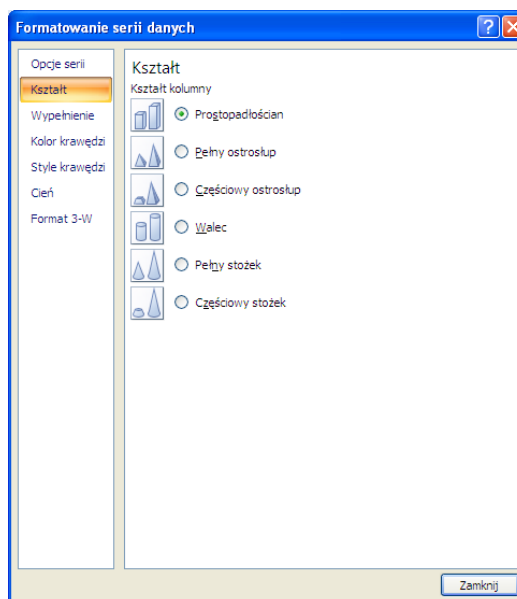 Formatowanie serii danych
Opcje serii
Kształt
Wypełnienie
Kolor krawędzi
Style krawędzi
Cień
Format 3-W
Kształt
Kształt kolumny
Prostopadłościan
Pełny ostrosłup
Częściowy ostrosłup
Walec
Pełny stożek
Częściowy stożek
Zamknij